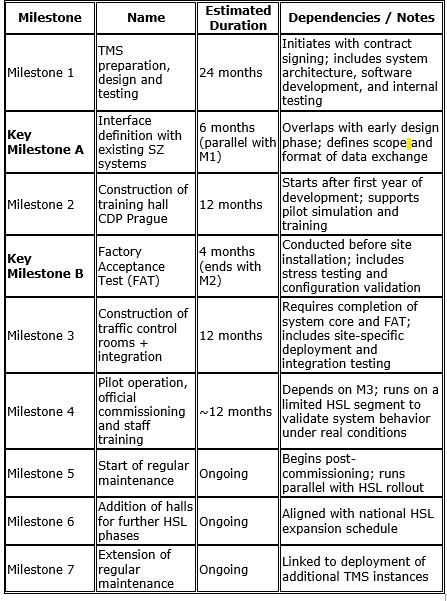 Milestone Name Estimated Duration Dependencies / Notes
Milestone 1
TMS
preparation,
design and
testing
24 months
Initiates with contract
signing; includes system
architecture, software
development, and internal
testing
Key
Milestone A
Interface
definition with
existing SZ
systems
6 months
(parallel with
M1)
Overlaps with early design
phase; defines scope and
format of data exchange
Milestone 2
Construction of
training hall
CDP Prague
12 months
Starts after first year of
development; supports
pilot simulation and
training
Key
Milestone B
Factory
Acceptance
Test (FAT)
4 months
(ends with
M2)
Conducted before site
installation; includes
stress testing and
configuration validation
Milestone 3
Construction of
traffic control
rooms +
integration
12 months
Requires completion of
system core and FAT;
includes site-specific
deployment and
integration testing
Milestone 4
Pilot operation,
official
commissioning
and staff
training
~12 months
Depends on M3; runs on a
limited HSL segment to
validate system behavior
under real conditions
Milestone 5
Start of regular
maintenance
Ongoing
Begins post-
commissioning; runs
parallel with HSL rollout
Milestone 6
Addition of halls
for further HSL
phases
Ongoing
Aligned with national HSL
expansion schedule
Milestone 7
Extension of
regular
maintenance
Ongoing
Linked to deployment of
additional TMS instances